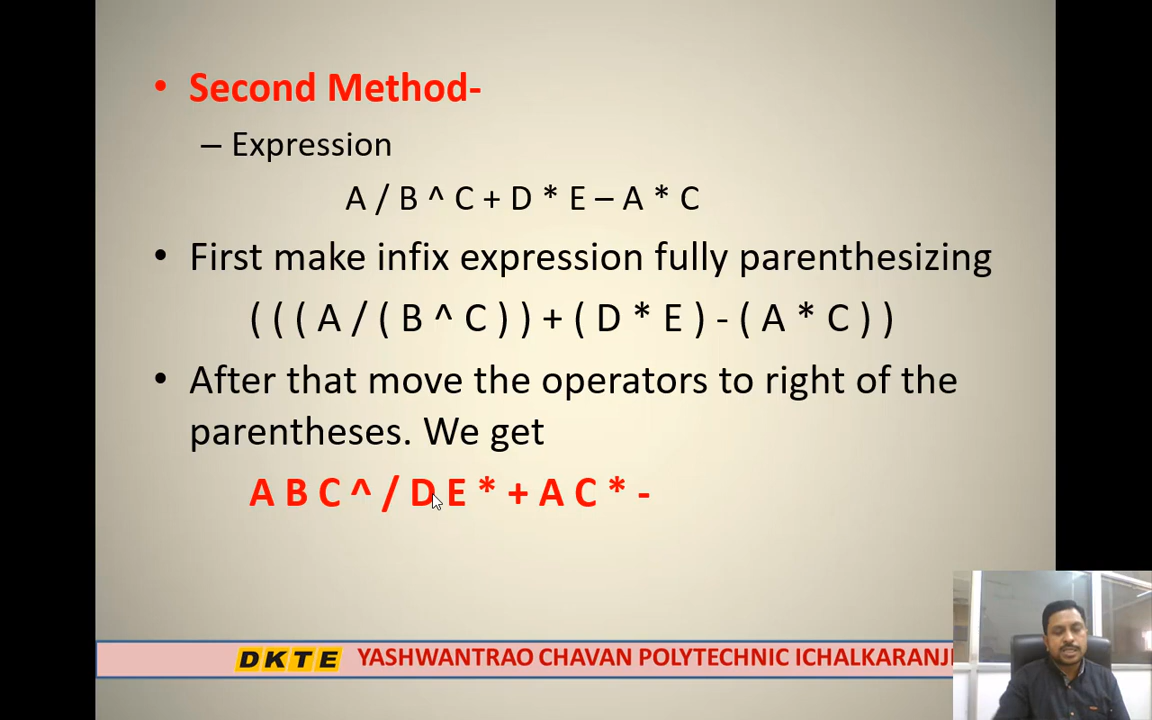 • Second Method-
– Expression
A / B ^ C + D * E – A * C
• First make infix expression fully parenthesizing
( ( ( A / ( B ^ C ) ) + ( D * E ) - ( A * C ) )
• After that move the operators to right of the
parentheses. We get
A B C ^ / D E * + A C * -
DKTE YASHWANTRAO CHAVAN POLYTECHNIC ICHALKARANJI